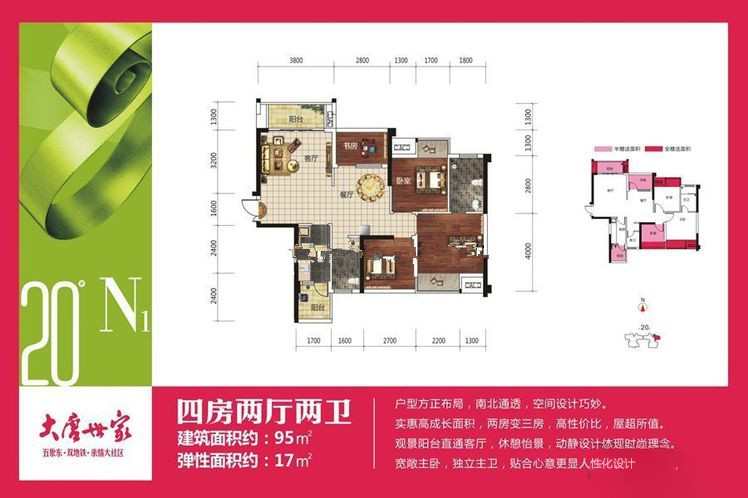 3800 2800 1300 1700 1800
1300 3200 1600 2400 2400
1300 1300 2800 4000
阳台
书房
客厅
餐厅
卧室
阳台
1700 1600 2700 2200 1300
半赠送面积 全赠送面积
N
20
20° N1
大唐世家
五象东·双地铁·亲情大社区
四房两厅两卫
建筑面积约：95㎡
弹性面积约：17㎡
户型方正布局，南北通透，空间设计巧妙。
实惠高成长面积，两房变三房，高性价比，屋超所值。
观景阳台直通客厅，休憩怡景，动静设计体现时尚理念。
宽敞主卧，独立主卫，贴合心意更显人性化设计